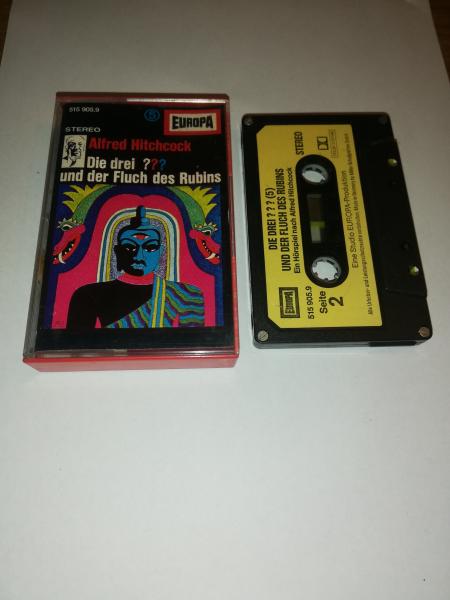 515 905.9
5
EUROPA
STEREO
Alfred Hitchcock
Die drei ???
und der Fluch des Rubins
DIE DREI ? ? ? (5)
UND DER FLUCH DES RUBINS
Ein Hörspiel nach Alfred Hitchcock
STEREO
EUROPA
515 905.9
Seite
2
Eine Studio EUROPA-Produktion